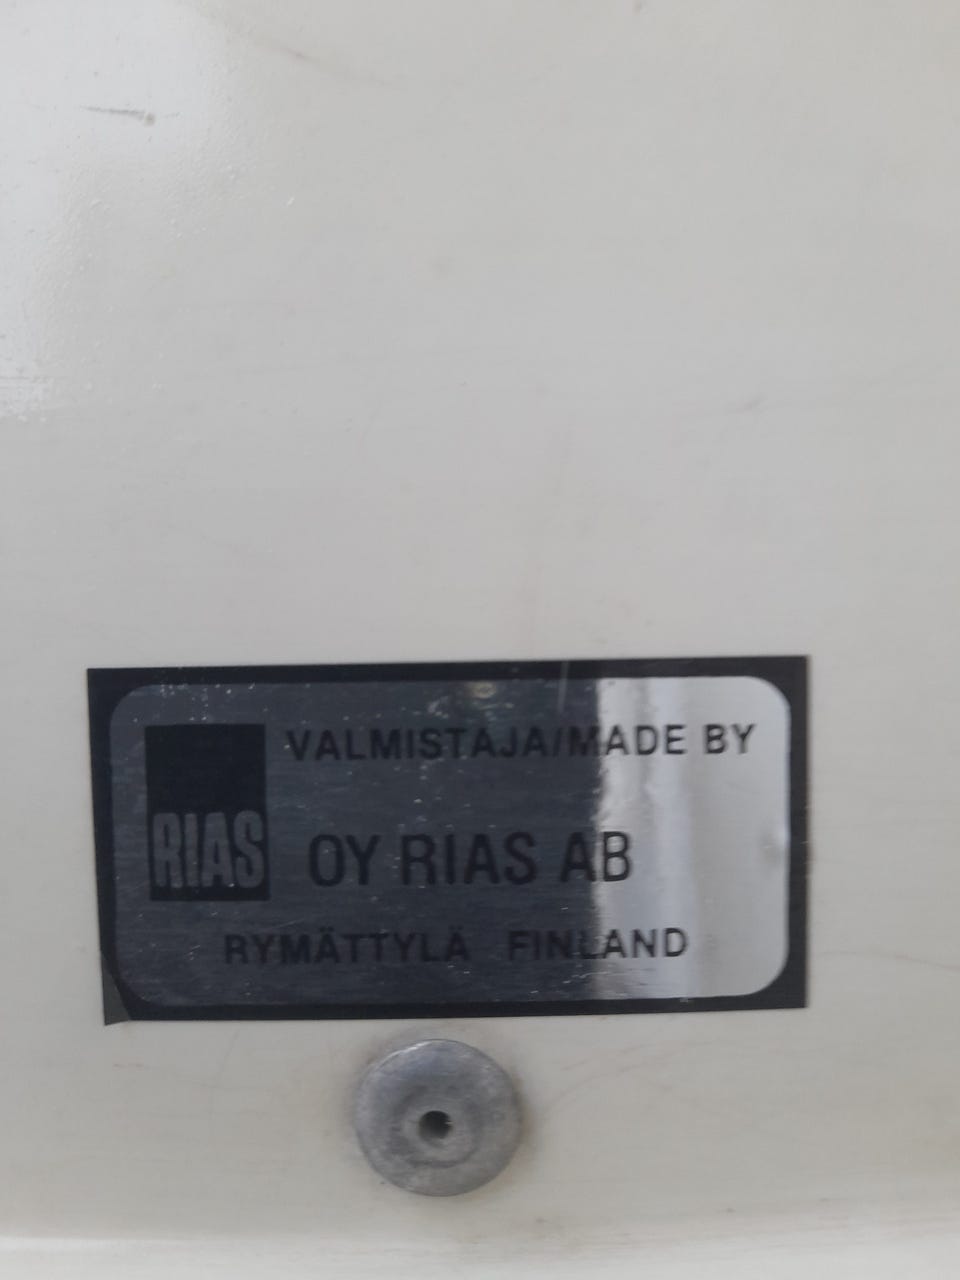 VALMISTAJA/MADE BY
RIAS
OY RIAS AB
RYMÄTTYLÄ FINLAND